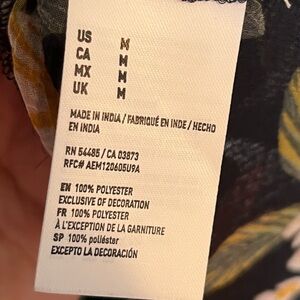 US M
CA M
MX M
UK M
MADE IN INDIA / FABRIQUÉ EN INDE / HECHO
EN INDIA
RN 54485 / CA 03873
RFC# AEM120605U9A
EN 100% POLYESTER
EXCLUSIVE OF DECORATION
FR 100% POLYESTER
À L'EXCEPTION DE LA GARNITURE
SP 100% poliéster
EXCEPTO LA DECORACIÓN